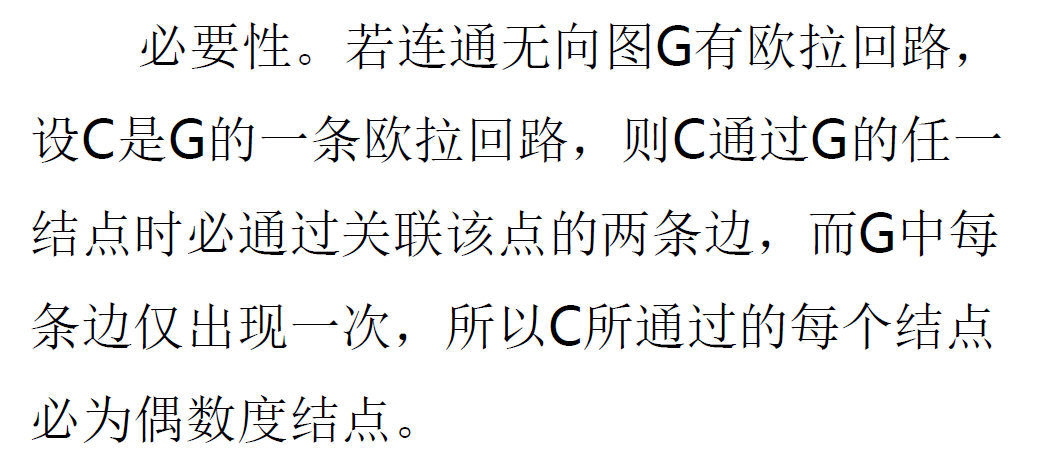 必要性。若连通无向图G有欧拉回路，
设C是G的一条欧拉回路，则C通过G的任一
结点时必通过关联该点的两条边，而G中每
条边仅出现一次，所以C所通过的每个结点
必为偶数度结点。